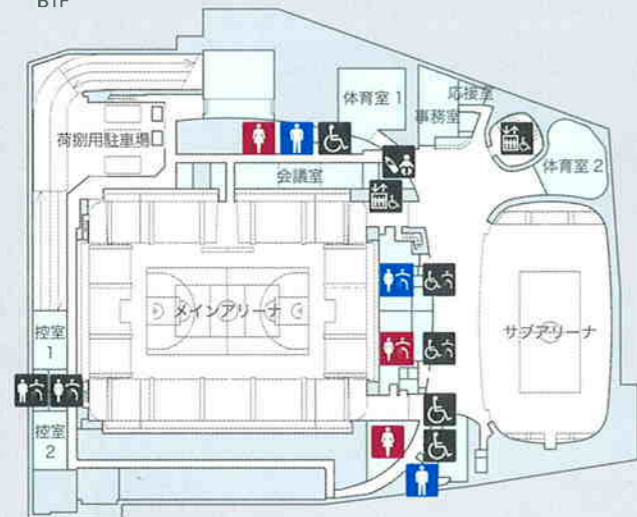 B1F
体育室 1
応接室
事務室
荷捌用駐車場
会議室
体育室 2
メインアリーナ
サブアリーナ
控室
1
控室
2